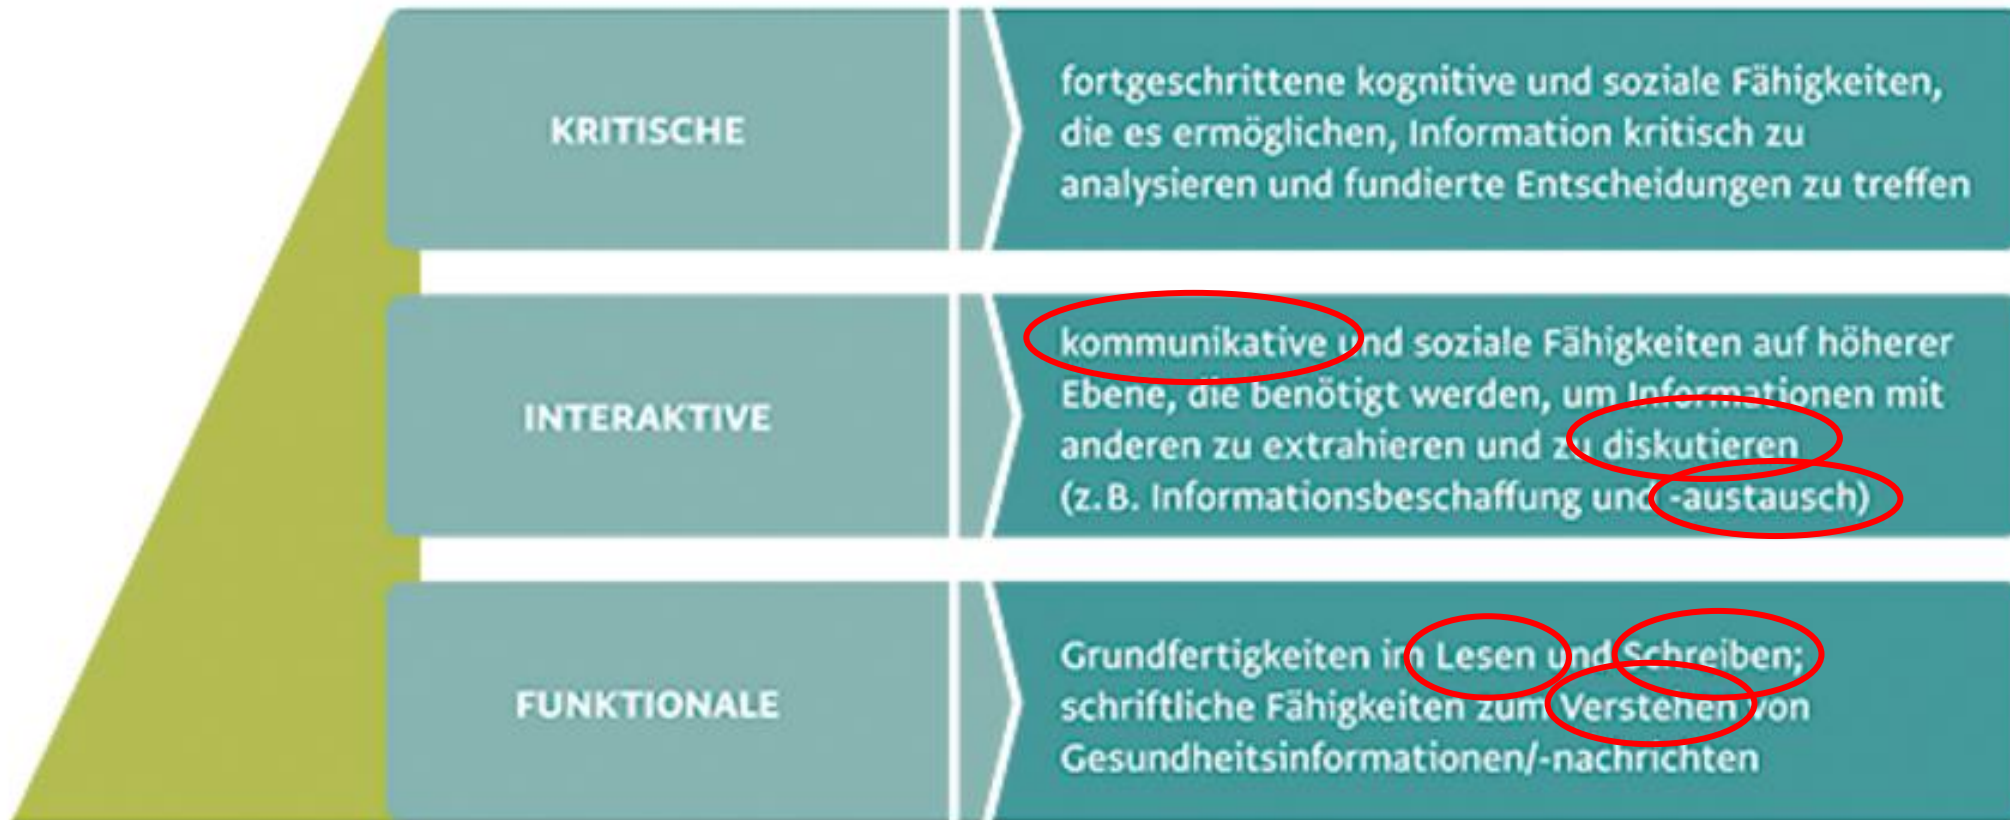 KRITISCHE
fortgeschrittene kognitive und soziale Fähigkeiten,
die es ermöglichen, Information kritisch zu
analysieren und fundierte Entscheidungen zu treffen
INTERAKTIVE
kommunikative und soziale Fähigkeiten auf höherer
Ebene, die benötigt werden, um Informationen mit
anderen zu extrahieren und zu diskutieren
(z.B. Informationsbeschaffung und -austausch)
FUNKTIONALE
Grundfertigkeiten im Lesen und Schreiben;
schriftliche Fähigkeiten zum Verstehen von
Gesundheitsinformationen/-nachrichten